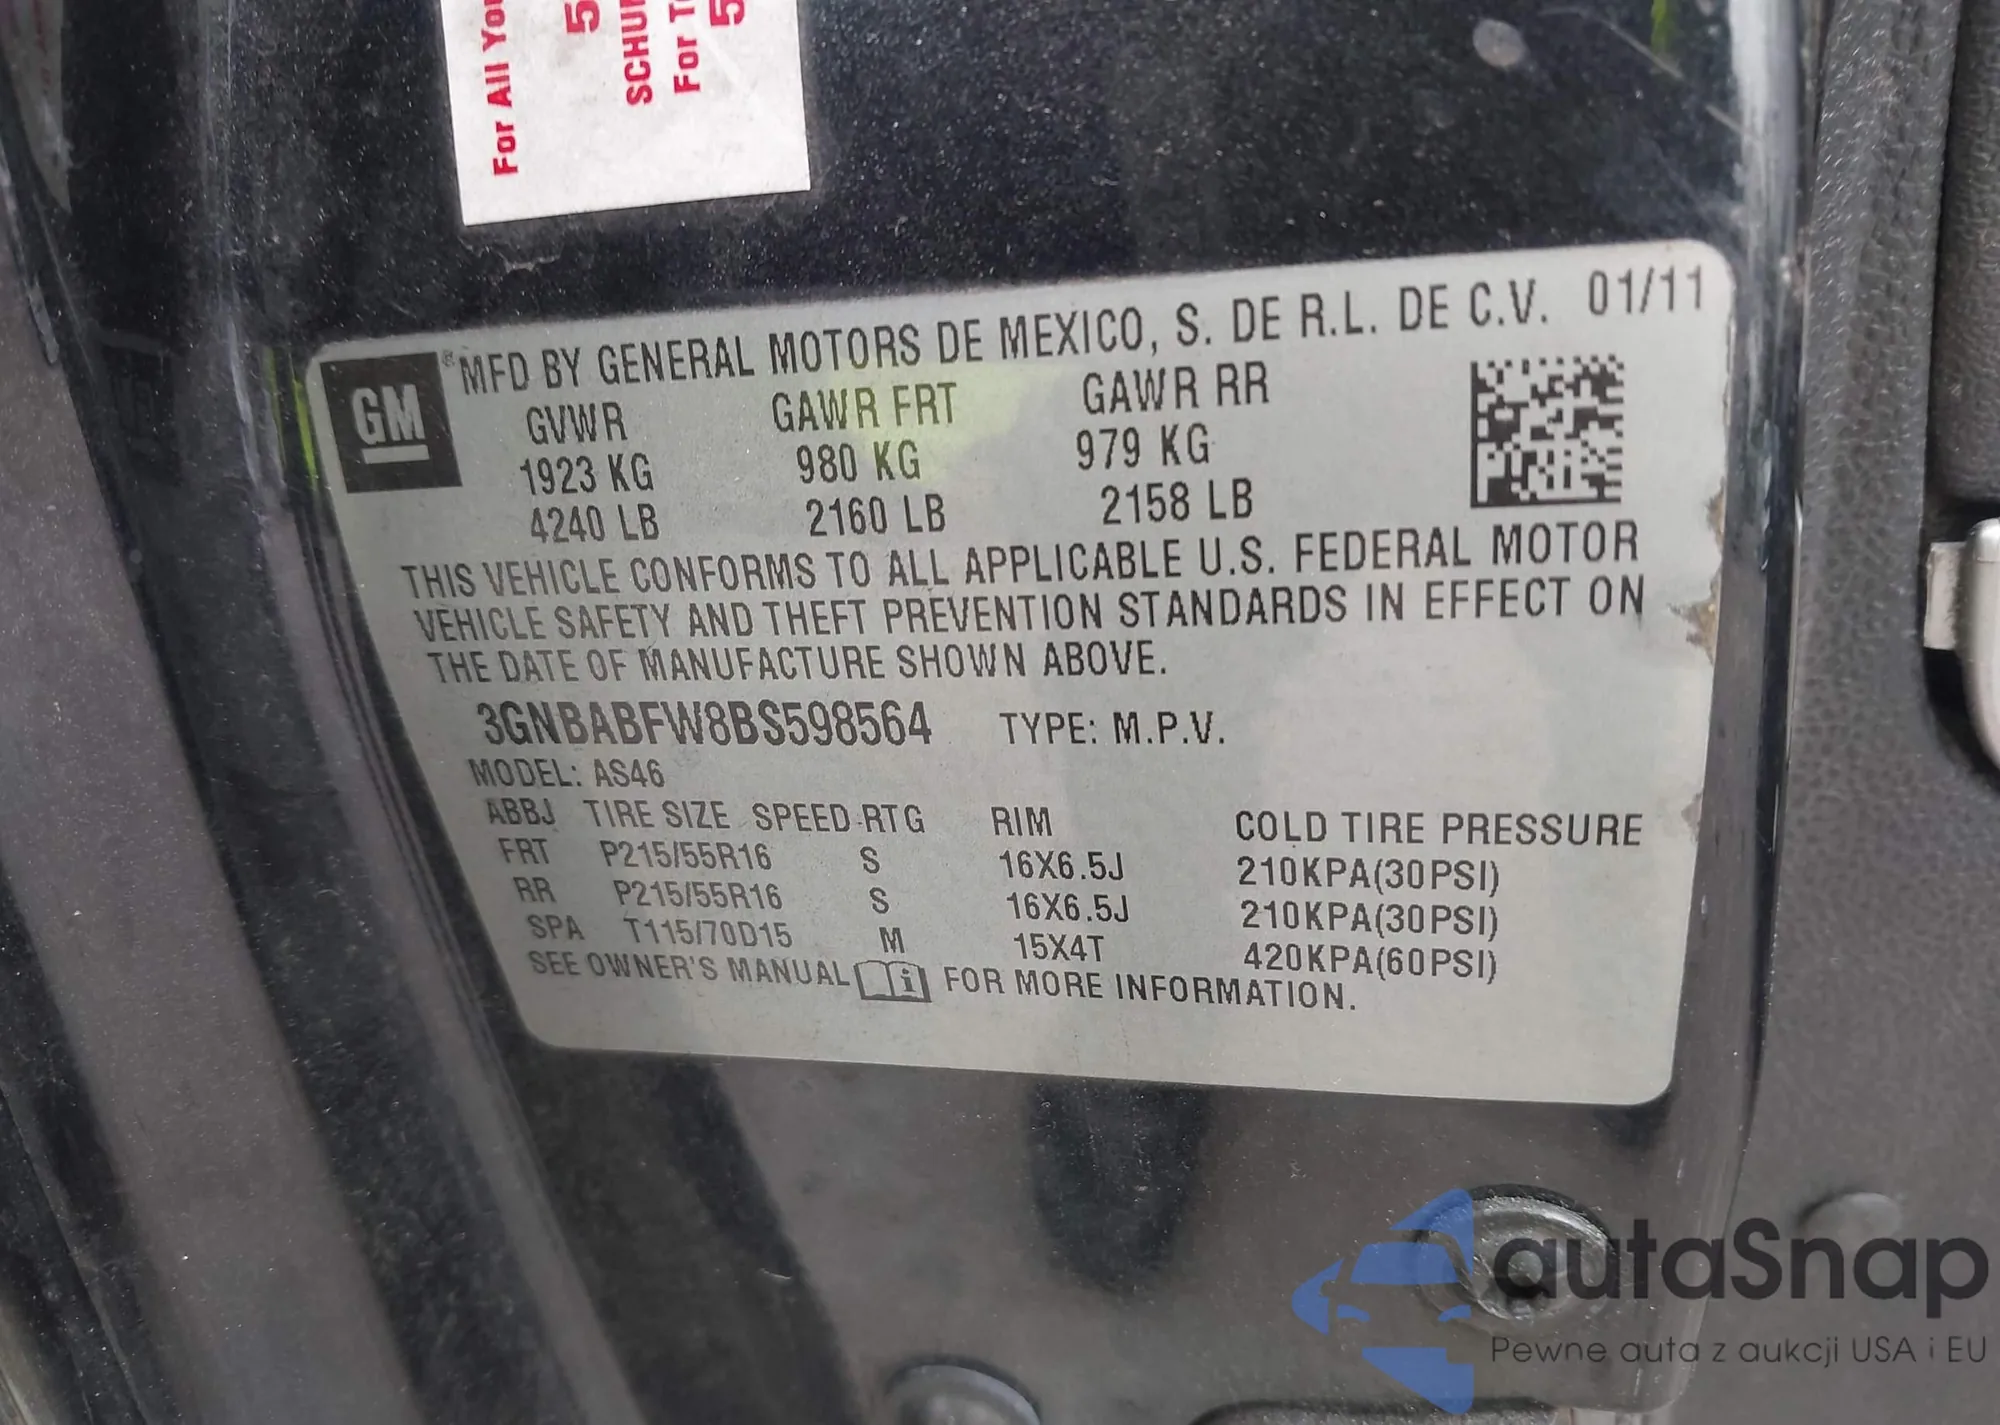 For All You
5
SCHU
For T
5
GM
® MFD BY GENERAL MOTORS DE MEXICO, S. DE R.L. DE C.V. 01/11
GVWR GAWR FRT GAWR RR
1923 KG 980 KG 979 KG
4240 LB 2160 LB 2158 LB
THIS VEHICLE CONFORMS TO ALL APPLICABLE U.S. FEDERAL MOTOR
VEHICLE SAFETY AND THEFT PREVENTION STANDARDS IN EFFECT ON
THE DATE OF MANUFACTURE SHOWN ABOVE.
3GNBABFW8BS598564 TYPE: M.P.V.
MODEL: AS46
ABBJ TIRE SIZE SPEED RTG RIM COLD TIRE PRESSURE
FRT P215/55R16 S 16X6.5J 210KPA(30PSI)
RR P215/55R16 S 16X6.5J 210KPA(30PSI)
SPA T115/70D15 M 15X4T 420KPA(60PSI)
SEE OWNER'S MANUAL i FOR MORE INFORMATION.
autaSnap
Pewne auta z aukcji USA i EU